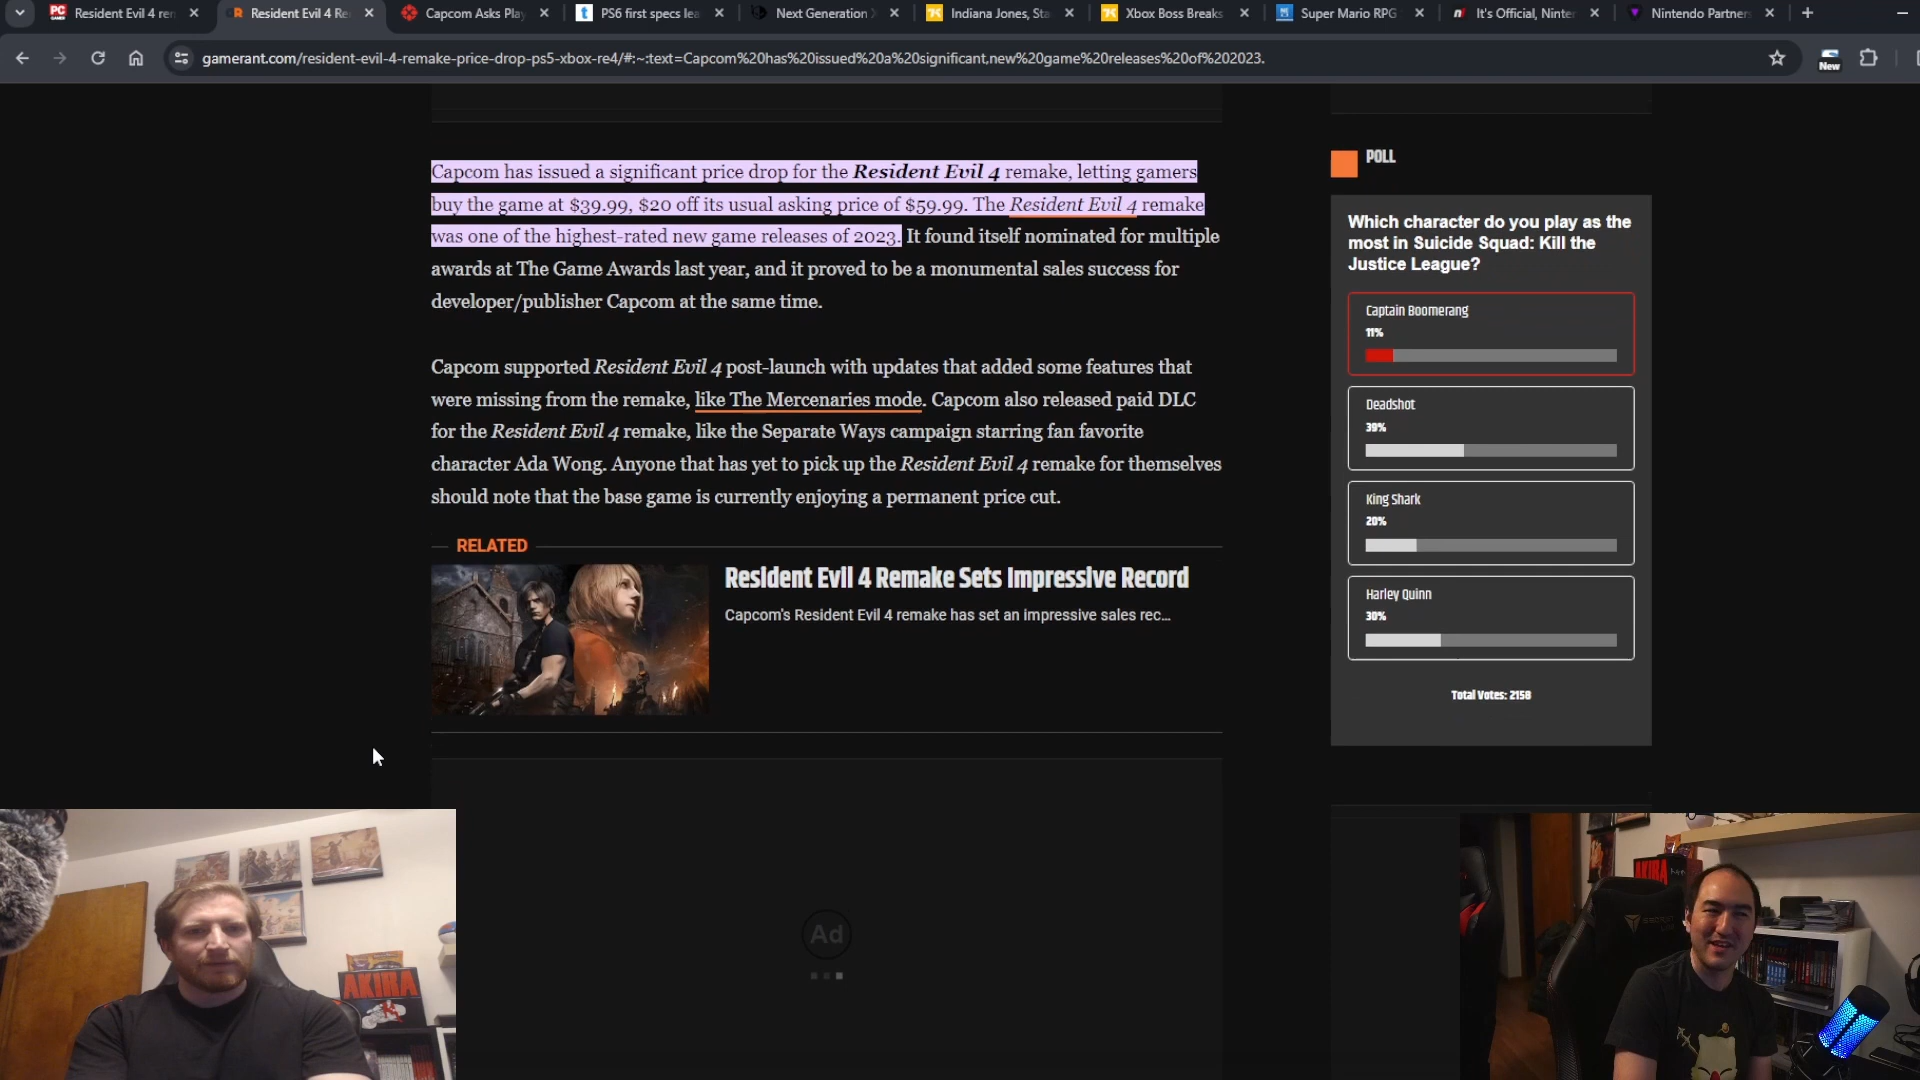 Resident Evil 4 ren
Resident Evil 4 Re
Capcom Asks Play
PS6 first specs lea
Next Generation X
Indiana Jones, Sta
Xbox Boss Breaks
Super Mario RPG
It's Official, Ninten
Nintendo Partners
gamerant.com/resident-evil-4-remake-price-drop-ps5-xbox-re4/#:~:text=Capcom%20has%20issued%20a%20significant,new%20game%20releases%20of%202023.
New
Capcom has issued a significant price drop for the Resident Evil 4 remake, letting gamers
buy the game at $39.99, $20 off its usual asking price of $59.99. The Resident Evil 4 remake
was one of the highest-rated new game releases of 2023. It found itself nominated for multiple
awards at The Game Awards last year, and it proved to be a monumental sales success for
developer/publisher Capcom at the same time.
Capcom supported Resident Evil 4 post-launch with updates that added some features that
were missing from the remake, like The Mercenaries mode. Capcom also released paid DLC
for the Resident Evil 4 remake, like the Separate Ways campaign starring fan favorite
character Ada Wong. Anyone that has yet to pick up the Resident Evil 4 remake for themselves
should note that the base game is currently enjoying a permanent price cut.
RELATED
Resident Evil 4 Remake Sets Impressive Record
Capcom's Resident Evil 4 remake has set an impressive sales rec...
Ad
POLL
Which character do you play as the
most in Suicide Squad: Kill the
Justice League?
Captain Boomerang
11%
Deadshot
39%
King Shark
20%
Harley Quinn
30%
Total Votes: 2158
AKIRA
AKIRA